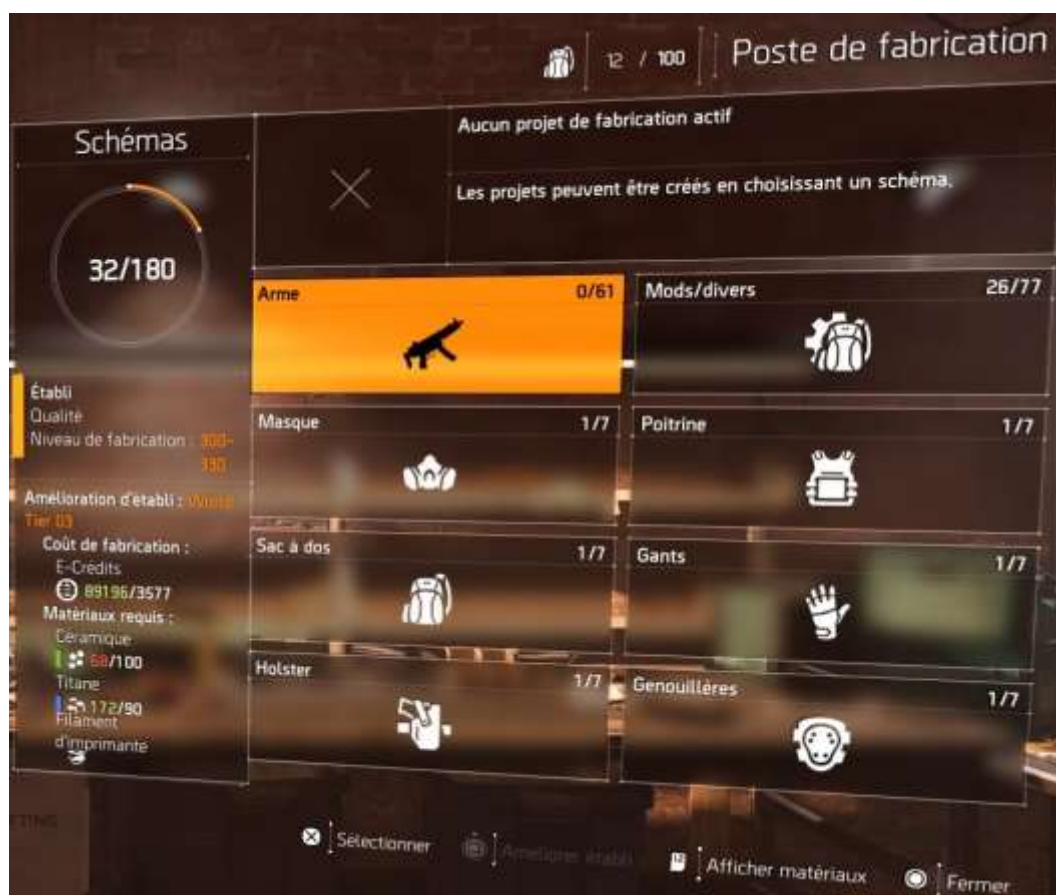 12 / 100
Poste de fabrication
Schémas
32/180
Aucun projet de fabrication actif
Les projets peuvent être créés en choisissant un schéma.
Arme 0/61
Mods/divers 26/77
Masque 1/7
Poitrine 1/7
Sac à dos 1/7
Gants 1/7
Holster 1/7
Genouillères 1/7
Établi
Qualité
Niveau de fabrication : 300-
330
Amélioration d'établi : World
Tier 03
Coût de fabrication :
E-Crédits
89196/3577
Matériaux requis :
Céramique
68/100
Titane
172/90
Filament
d'imprimante
Sélectionner
Améliorer établi
Afficher matériaux
Fermer